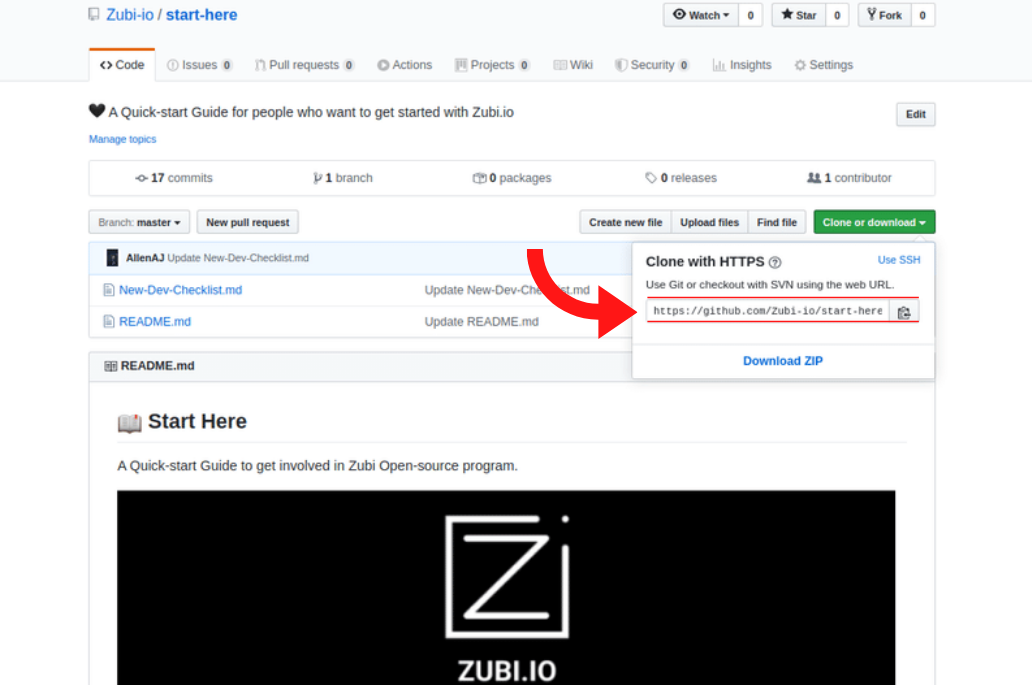 Zubi-io / start-here
Watch 0 Star 0 Fork 0
Code Issues 0 Pull requests 0 Actions Projects 0 Wiki Security 0 Insights Settings
A Quick-start Guide for people who want to get started with Zubi.io
Edit
Manage topics
17 commits 1 branch 0 packages 0 releases 1 contributor
Branch: master New pull request Create new file Upload files Find file Clone or download
AllenAJ Update New-Dev-Checklist.md
New-Dev-Checklist.md Update New-Dev-Checklist.md
README.md Update README.md
Clone with HTTPS Use SSH
Use Git or checkout with SVN using the web URL.
https://github.com/Zubi-io/start-here
Download ZIP
README.md
Start Here
A Quick-start Guide to get involved in Zubi Open-source program.
ZUBI.IO